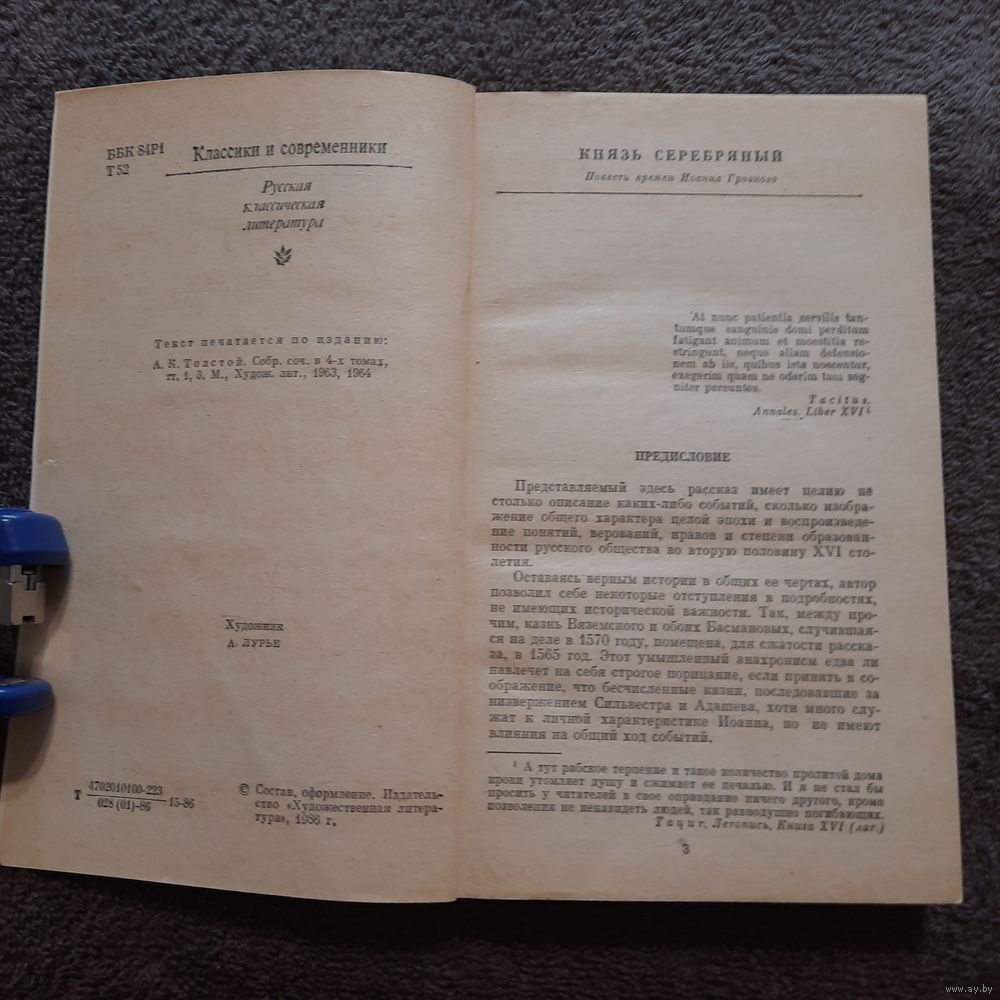 ББК 84Р1
Т 52
Классики и современники
Русская
классическая
литература
Текст печатается по изданию:
А. К. Толстой. Собр. соч. в 4-х томах,
тт. 1, 3. М., Худож. лит., 1963, 1964
Художник
А. ЛУРЬЕ
Т 4702010100-223
028 (01)-86 15-86
© Состав, оформление. Издатель-
ство «Художественная литера-
тура», 1986 г.
КНЯЗЬ СЕРЕБРЯНЫЙ
Повесть времен Иоанна Грозного
At nunc patientia servilis tan-
tumque sanguinis domi perditum
fatigant animum et moestitia re-
stringunt, neque aliam defensio-
nem ab iis, quibus ista noscentur,
exegerim quam ne oderim tam seg-
niter pereuntes.
Tacitus.
Annales. Liber XVI¹
ПРЕДИСЛОВИЕ
Представляемый здесь рассказ имеет целию не
столько описание каких-либо событий, сколько изобра-
жение общего характера целой эпохи и воспроизведе-
ние понятий, верований, нравов и степени образован-
ности русского общества во вторую половину XVI сто-
летия.
Оставаясь верным истории в общих ее чертах, автор
позволил себе некоторые отступления в подробностях,
не имеющих исторической важности. Так, между про-
чим, казнь Вяземского и обоих Басмановых, случившая-
ся на деле в 1570 году, помещена, для сжатости расска-
за, в 1565 год. Этот умышленный анахронизм едва ли
навлечет на себя строгое порицание, если принять в со-
ображение, что бесчисленные казни, последовавшие за
низвержением Сильвестра и Адашева, хотя много слу-
жат к личной характеристике Иоанна, но не имеют
влияния на общий ход событий.
¹ А тут рабское терпение и такое количество пролитой дома
крови утомляет душу и сжимает ее печалью. И я не стал бы
просить у читателей в свое оправдание ничего другого, кроме
позволения не ненавидеть людей, так равнодушно погибающих.
Тацит. Летопись. Книга XVI (лат.)
3
www.ay.by